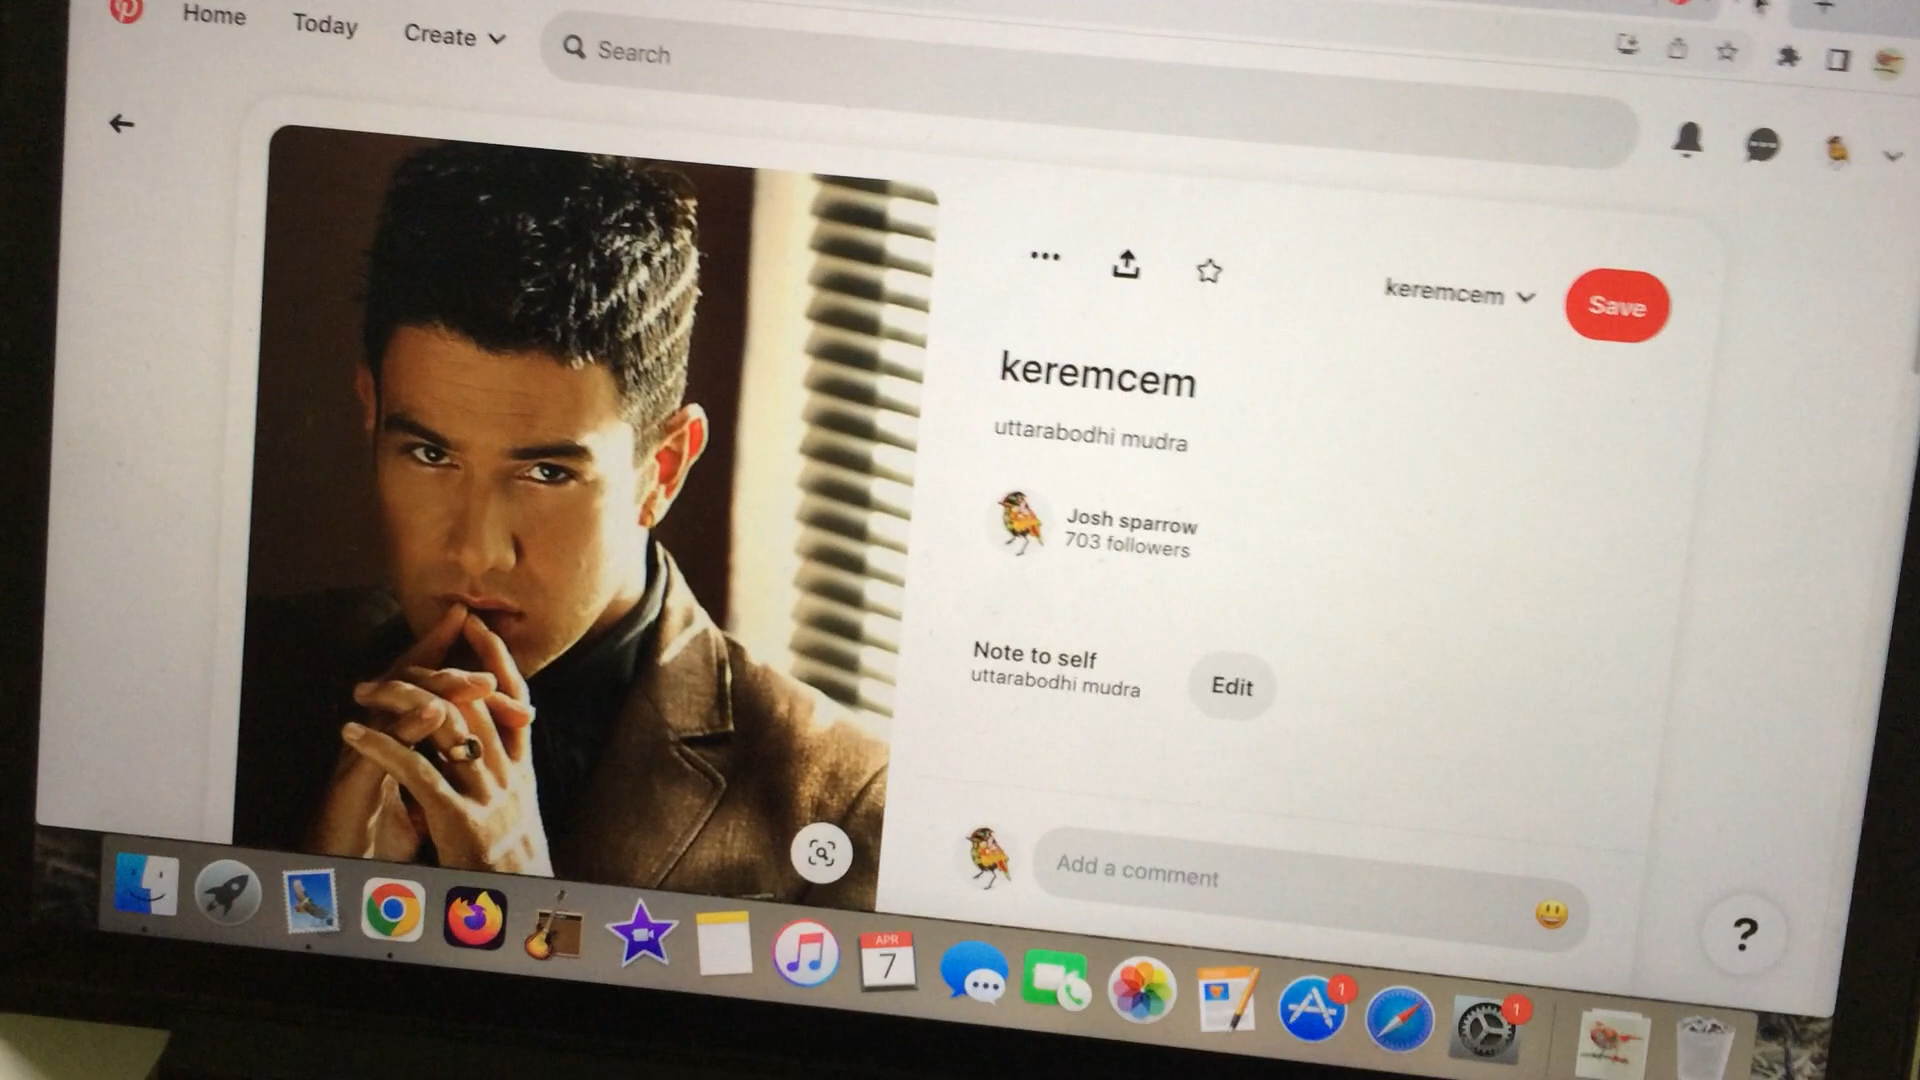 Home
Today
Create
Search
keremcem
Save
keremcem
uttarabodhi mudra
Josh sparrow
703 followers
Note to self
uttarabodhi mudra
Edit
Add a comment
?
APR
7
1
1